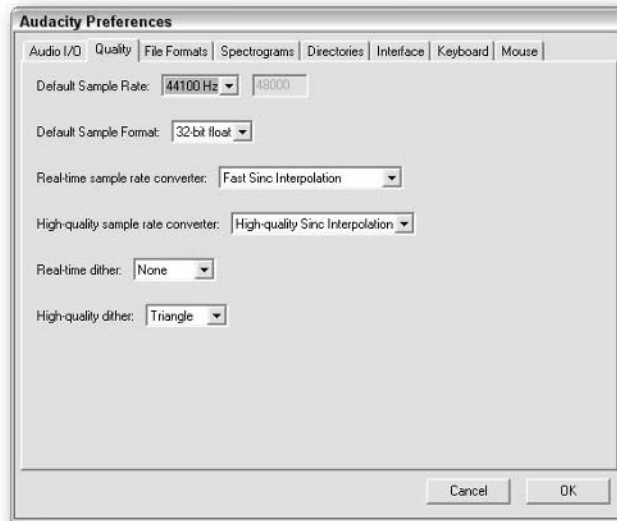 Audacity Preferences
Audio I/O Quality File Formats Spectrograms Directories Interface Keyboard Mouse
Default Sample Rate: 44100 Hz 48000
Default Sample Format: 32-bit float
Real-time sample rate converter: Fast Sinc Interpolation
High-quality sample rate converter: High-quality Sinc Interpolation
Real-time dither: None
High-quality dither: Triangle
Cancel OK